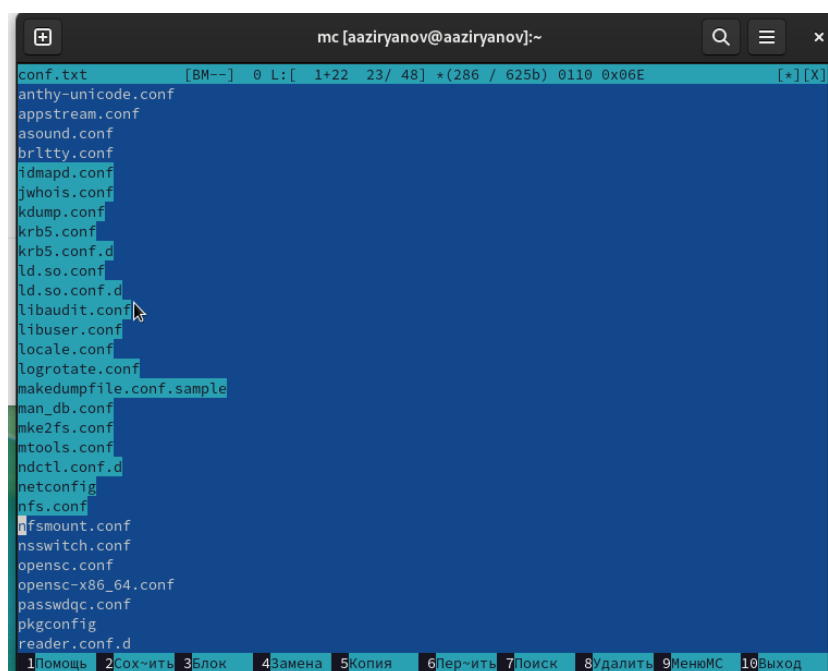 mc [aaziryanov@aaziryanov]:~
conf.txt [BM--] 0 L:[ 1+22 23/ 48] *(286 / 625b) 0110 0x06E [*][X]
anthy-unicode.conf
appstream.conf
asound.conf
brltty.conf
idmapd.conf
jwhois.conf
kdump.conf
krb5.conf
krb5.conf.d
ld.so.conf
ld.so.conf.d
libaudit.conf
libuser.conf
locale.conf
logrotate.conf
makedumpfile.conf.sample
man_db.conf
mke2fs.conf
mtools.conf
ndctl.conf.d
netconfig
nfs.conf
nfsmount.conf
nsswitch.conf
opensc.conf
opensc-x86_64.conf
passwdqc.conf
pkgconfig
reader.conf.d
1Помощь 2Сох~ить 3Блок 4Замена 5Копия 6Пер~ить 7Поиск 8Удалить 9МенюMC 10Выход